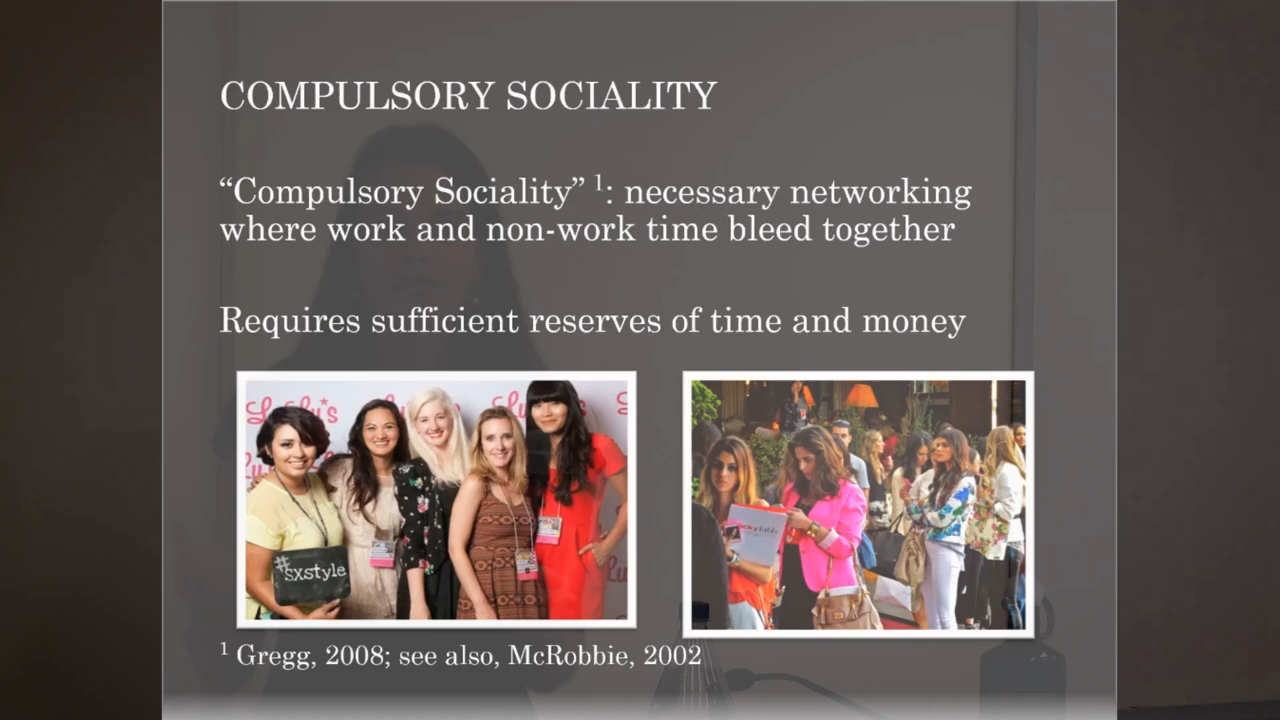 COMPULSORY SOCIALITY
“Compulsory Sociality” ¹: necessary networking
where work and non-work time bleed together
Requires sufficient reserves of time and money
#sxstyle
¹ Gregg, 2008; see also, McRobbie, 2002